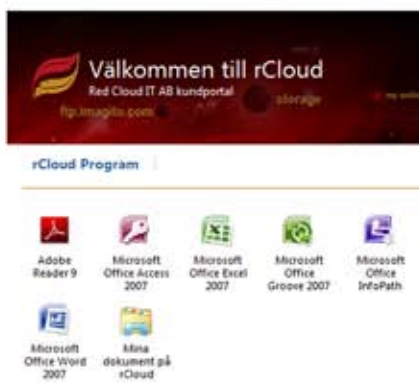 Välkommen till rCloud
Red Cloud IT AB kundportal
storage
ftp.imagito.com
rCloud Program
Adobe
Reader 9
Microsoft
Office Access
2007
Microsoft
Office Excel
2007
Microsoft
Office
Groove 2007
Microsoft
Office
InfoPath
Microsoft
Office Word
2007
Mina
dokument på
rCloud